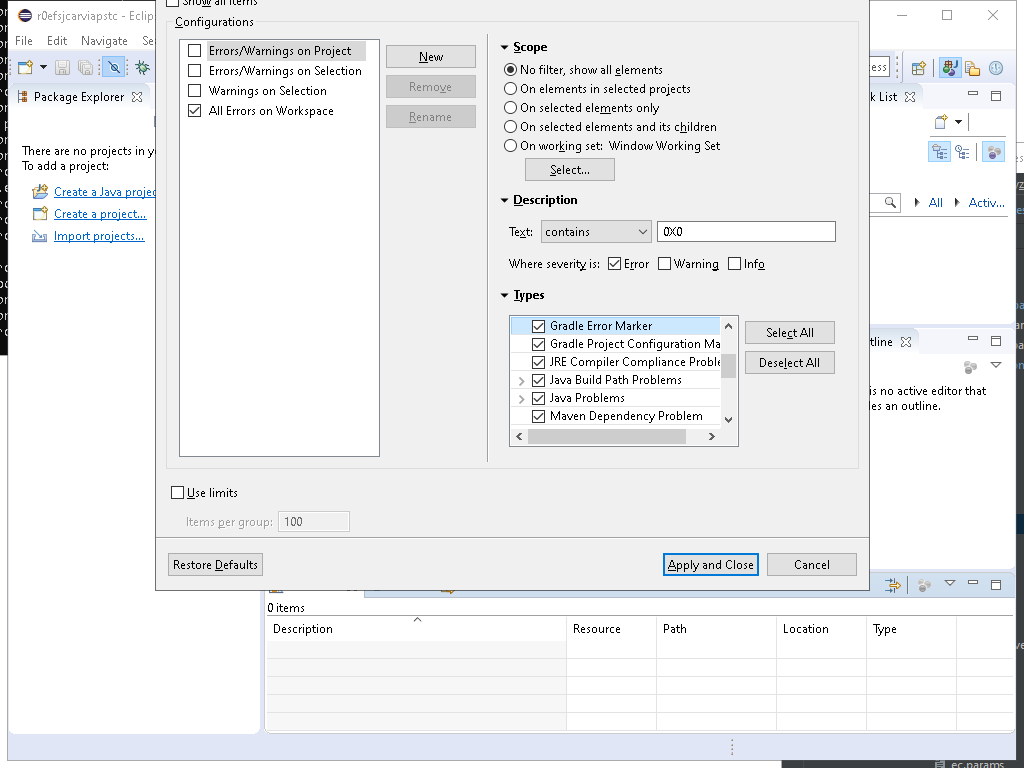 r0efsjcarviapstc - Eclip
Show all items
File Edit Navigate Se
Configurations
Errors/Warnings on Project
Errors/Warnings on Selection
Warnings on Selection
All Errors on Workspace
New
Remove
Rename
Scope
No filter, show all elements
On elements in selected projects
On selected elements only
On selected elements and its children
On working set: Window Working Set
Select...
Description
Text: contains 0X0
Where severity is: Error Warning Info
Types
Gradle Error Marker
Gradle Project Configuration Ma
JRE Compiler Compliance Proble
Java Build Path Problems
Java Problems
Maven Dependency Problem
Select All
Deselect All
Use limits
Items per group: 100
Restore Defaults
Apply and Close
Cancel
Package Explorer
There are no projects in y
To add a project:
Create a Java projec
Create a project...
Import projects...
ess
k List
All Activ...
tline
is no active editor that
les an outline.
0 items
Description Resource Path Location Type
ec.params